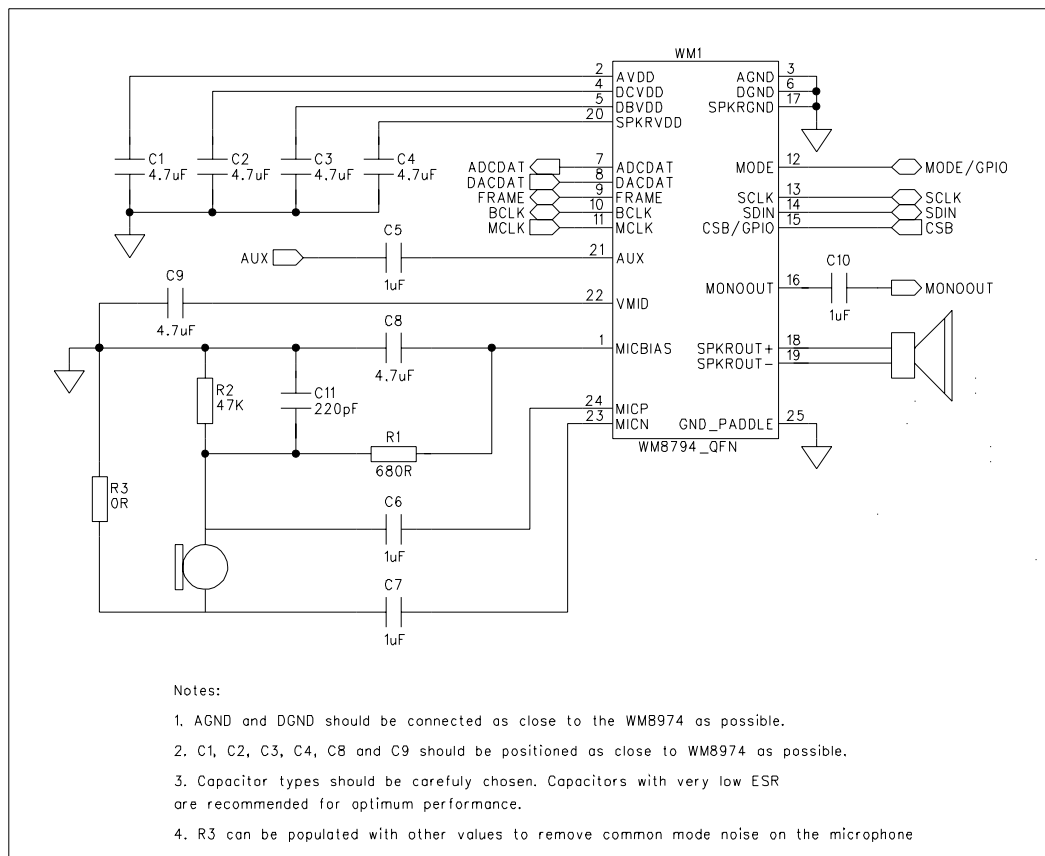 WM1
2 AVDD AGND 3
4 DCVDD DGND 6
5 DBVDD SPKRGND 17
20 SPKRVDD
C1 4.7uF
C2 4.7uF
C3 4.7uF
C4 4.7uF
ADCDAT 7 ADCDAT MODE 12 MODE/GPIO
DACDAT 8 DACDAT
FRAME 9 FRAME SCLK 13 SCLK
BCLK 10 BCLK SDIN 14 SDIN
MCLK 11 MCLK CSB/GPIO 15 CSB
C5
AUX 21 AUX
1uF
C9
C10
22 VMID MONOOUT 16 MONOOUT
4.7uF
1uF
C8
1 MICBIAS SPKROUT+ 18
SPKROUT- 19
4.7uF
R2
47K
C11
220pF
24 MICP
23 MICN GND_PADDLE 25
R1
WM8794_QFN
680R
R3
0R
C6
1uF
C7
1uF
Notes:
1. AGND and DGND should be connected as close to the WM8974 as possible.
2. C1, C2, C3, C4, C8 and C9 should be positioned as close to WM8974 as possible.
3. Capacitor types should be carefuly chosen. Capacitors with very low ESR
are recommended for optimum performance.
4. R3 can be populated with other values to remove common mode noise on the microphone